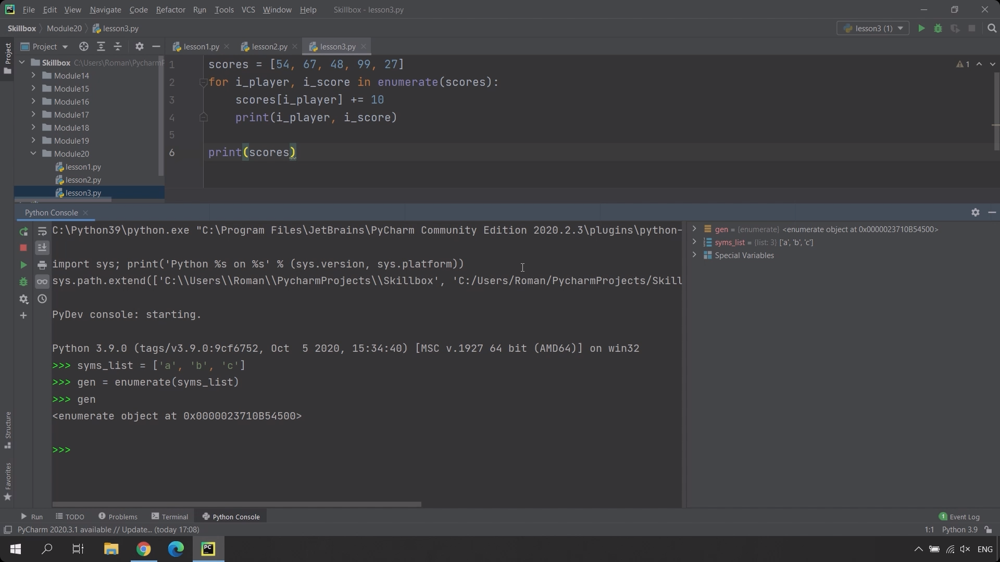 File Edit View Navigate Code Refactor Run Tools VCS Window Help Skillbox - lesson3.py
Skillbox Module20 lesson3.py lesson3 (1)
Project lesson1.py lesson2.py lesson3.py
Project
Skillbox C:\Users\Roman\PycharmP
Module14
Module15
Module16
Module17
Module18
Module19
Module20
lesson1.py
lesson2.py
lesson3.py
1 scores = [54, 67, 48, 99, 27]
2 for i_player, i_score in enumerate(scores):
3 scores[i_player] += 10
4 print(i_player, i_score)
5
6 print(scores)
1
Python Console
C:\Python39\python.exe "C:\Program Files\JetBrains\PyCharm Community Edition 2020.2.3\plugins\python-
import sys; print('Python %s on %s' % (sys.version, sys.platform))
sys.path.extend(['C:\\Users\\Roman\\PycharmProjects\\Skillbox', 'C:/Users/Roman/PycharmProjects/Skill
PyDev console: starting.
Python 3.9.0 (tags/v3.9.0:9cf6752, Oct  5 2020, 15:34:40) [MSC v.1927 64 bit (AMD64)] on win32
>>> syms_list = ['a', 'b', 'c']
>>> gen = enumerate(syms_list)
>>> gen
<enumerate object at 0x0000023710B54500>
>>>
gen = {enumerate} <enumerate object at 0x0000023710B54500>
syms_list = {list: 3} ['a', 'b', 'c']
Special Variables
Structure
Favorites
Run TODO Problems Terminal Python Console 1 Event Log
PyCharm 2020.3.1 available // Update... (today 17:08) 1:1 Python 3.9
PC ENG